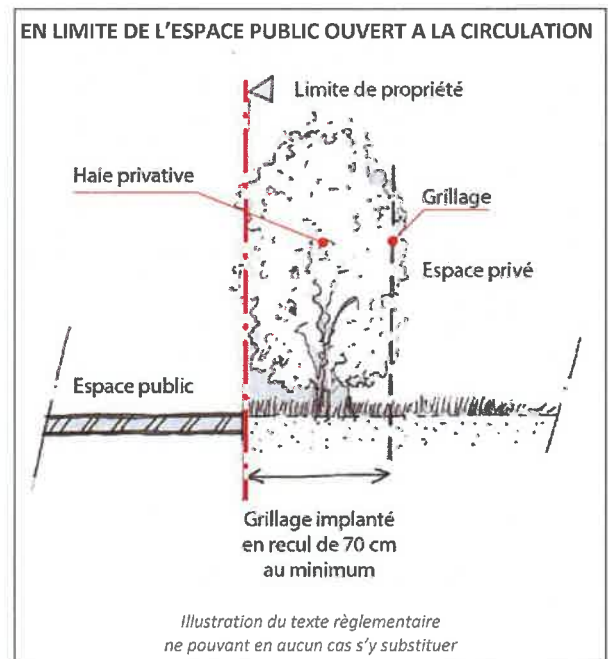 EN LIMITE DE L'ESPACE PUBLIC OUVERT A LA CIRCULATION
Limite de propriété
Haie privative
Grillage
Espace privé
Espace public
Grillage implanté
en recul de 70 cm
au minimum
Illustration du texte règlementaire
ne pouvant en aucun cas s'y substituer